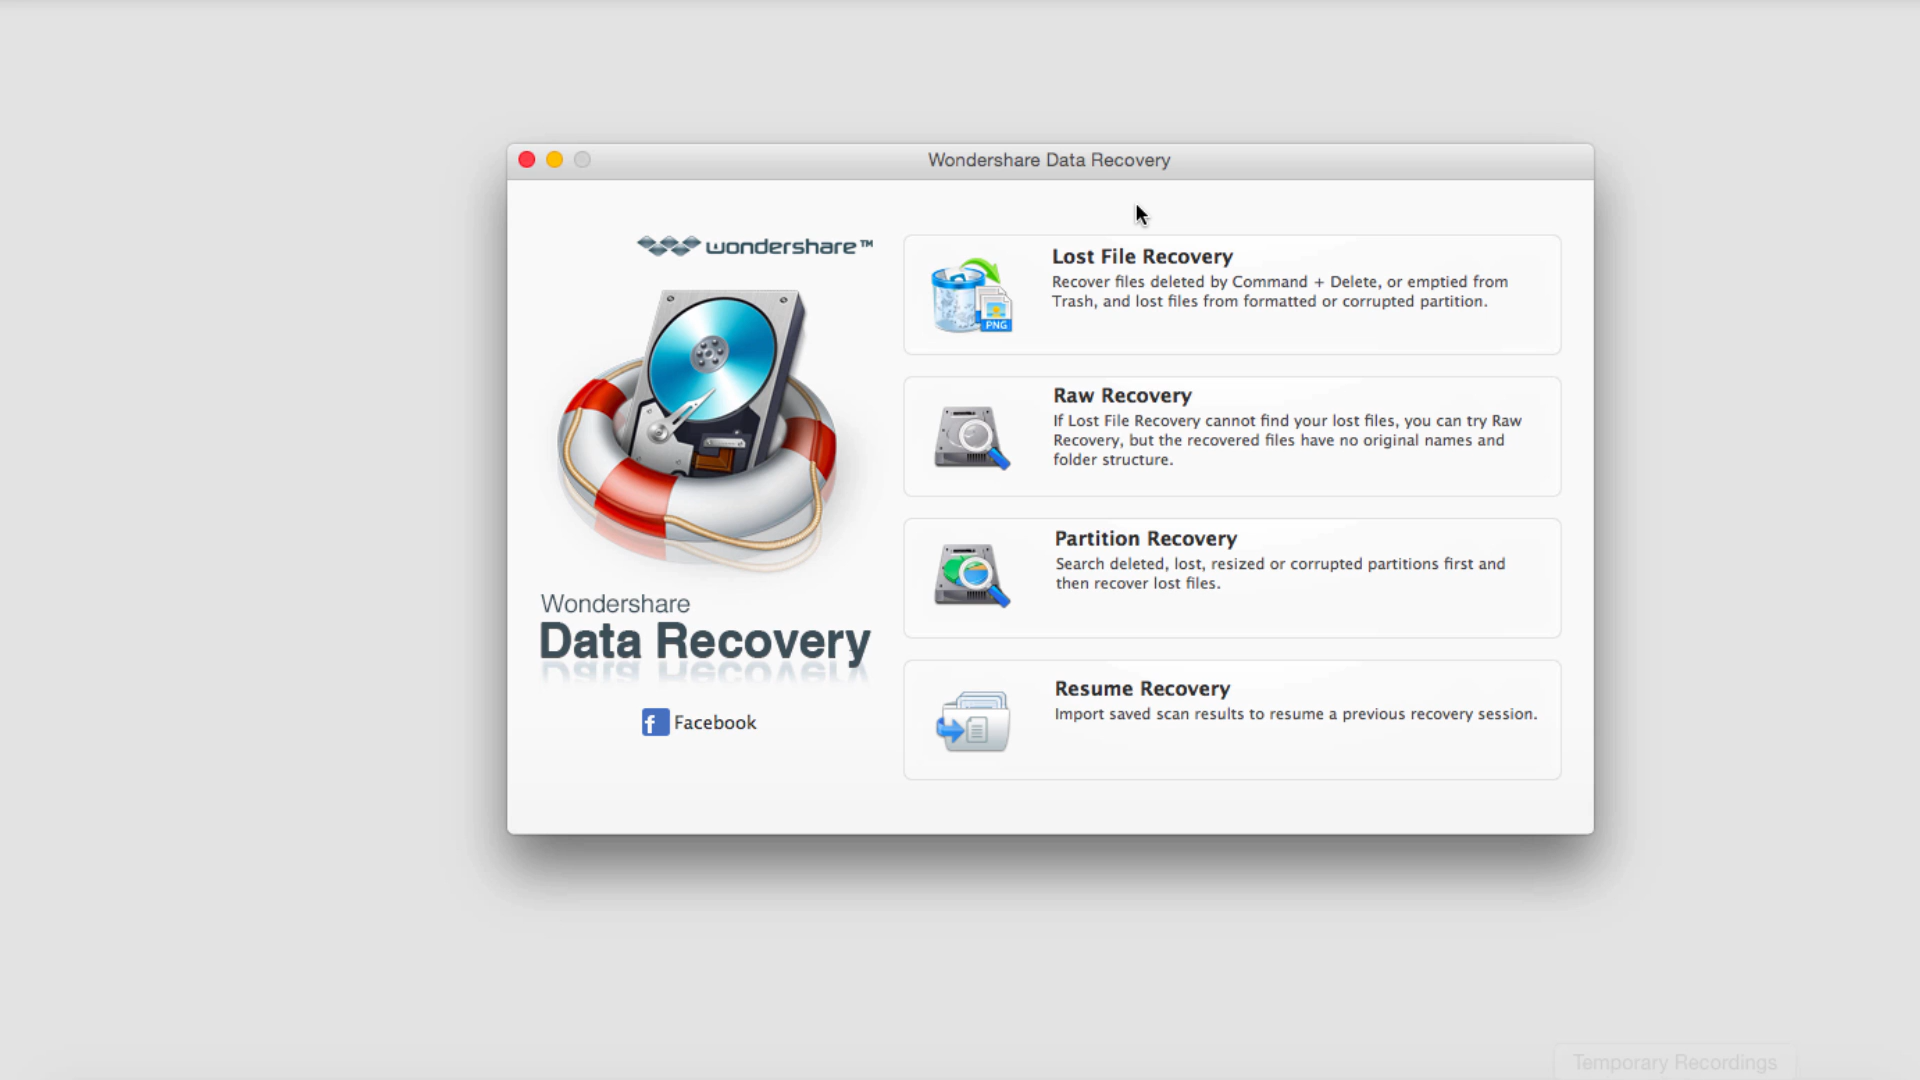 Wondershare Data Recovery
wondershare™
Lost File Recovery
Recover files deleted by Command + Delete, or emptied from
Trash, and lost files from formatted or corrupted partition.
PNG
Raw Recovery
If Lost File Recovery cannot find your lost files, you can try Raw
Recovery, but the recovered files have no original names and
folder structure.
Partition Recovery
Search deleted, lost, resized or corrupted partitions first and
then recover lost files.
Wondershare
Data Recovery
Resume Recovery
Import saved scan results to resume a previous recovery session.
f Facebook
Temporary Recordings